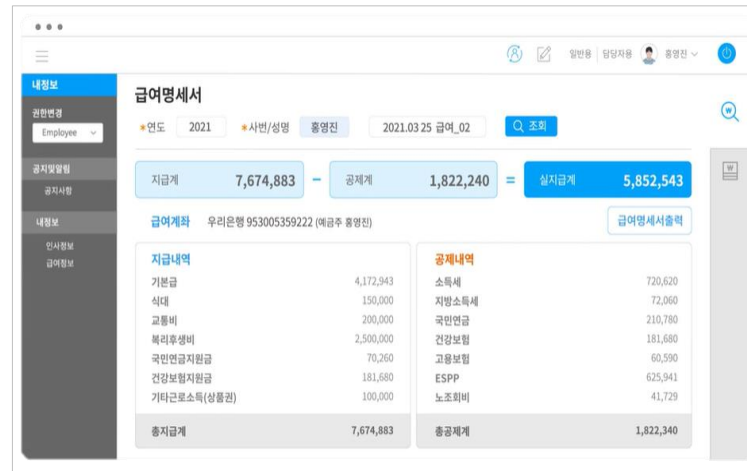 일반용 담당자용 홍영진
내정보
권한변경
Employee
공지및알림
공지사항
내정보
인사정보
급여정보
급여명세서
*연도 2021 *사번/성명 홍영진 2021.03 25 급여_02 조회
지급계 7,674,883 - 공제계 1,822,240 = 실지급계 5,852,543
급여계좌 우리은행 953005359222 (예금주 홍영진) 급여명세서출력
지급내역
기본급 4,172,943
식대 150,000
교통비 200,000
복리후생비 2,500,000
국민연금지원금 70,260
건강보험지원금 181,680
기타근로소득(상품권) 100,000
총지급계 7,674,883
공제내역
소득세 720,620
지방소득세 72,060
국민연금 210,780
건강보험 181,680
고용보험 60,590
ESPP 625,941
노조회비 41,729
총공제계 1,822,340